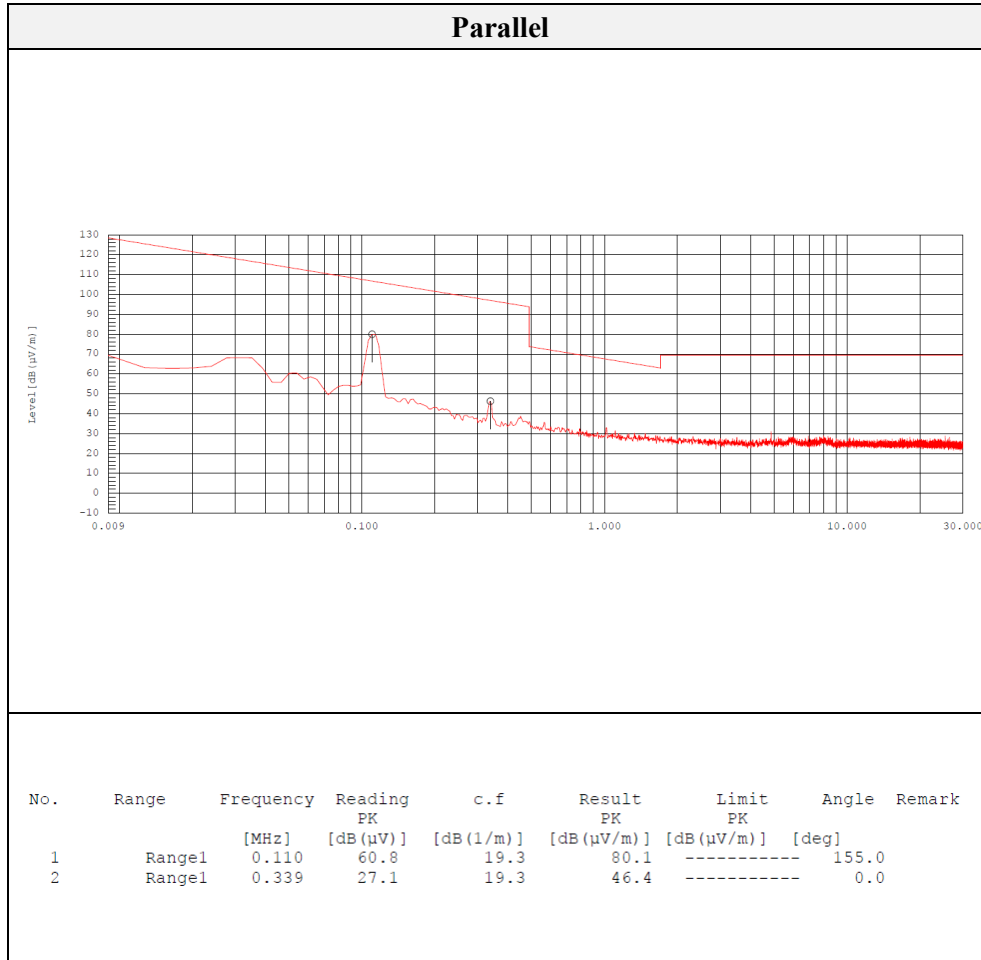 Parallel
130
120
110
100
90
80
70
60
50
40
30
20
10
0
-10
Level[dB(µV/m)]
0.009 0.100 1.000 10.000 30.000
No. Range Frequency Reading c.f Result Limit Angle Remark
PK PK PK
[MHz] [dB(µV)] [dB(1/m)] [dB(µV/m)] [dB(µV/m)] [deg]
1 Range1 0.110 60.8 19.3 80.1 ----------- 155.0
2 Range1 0.339 27.1 19.3 46.4 ----------- 0.0